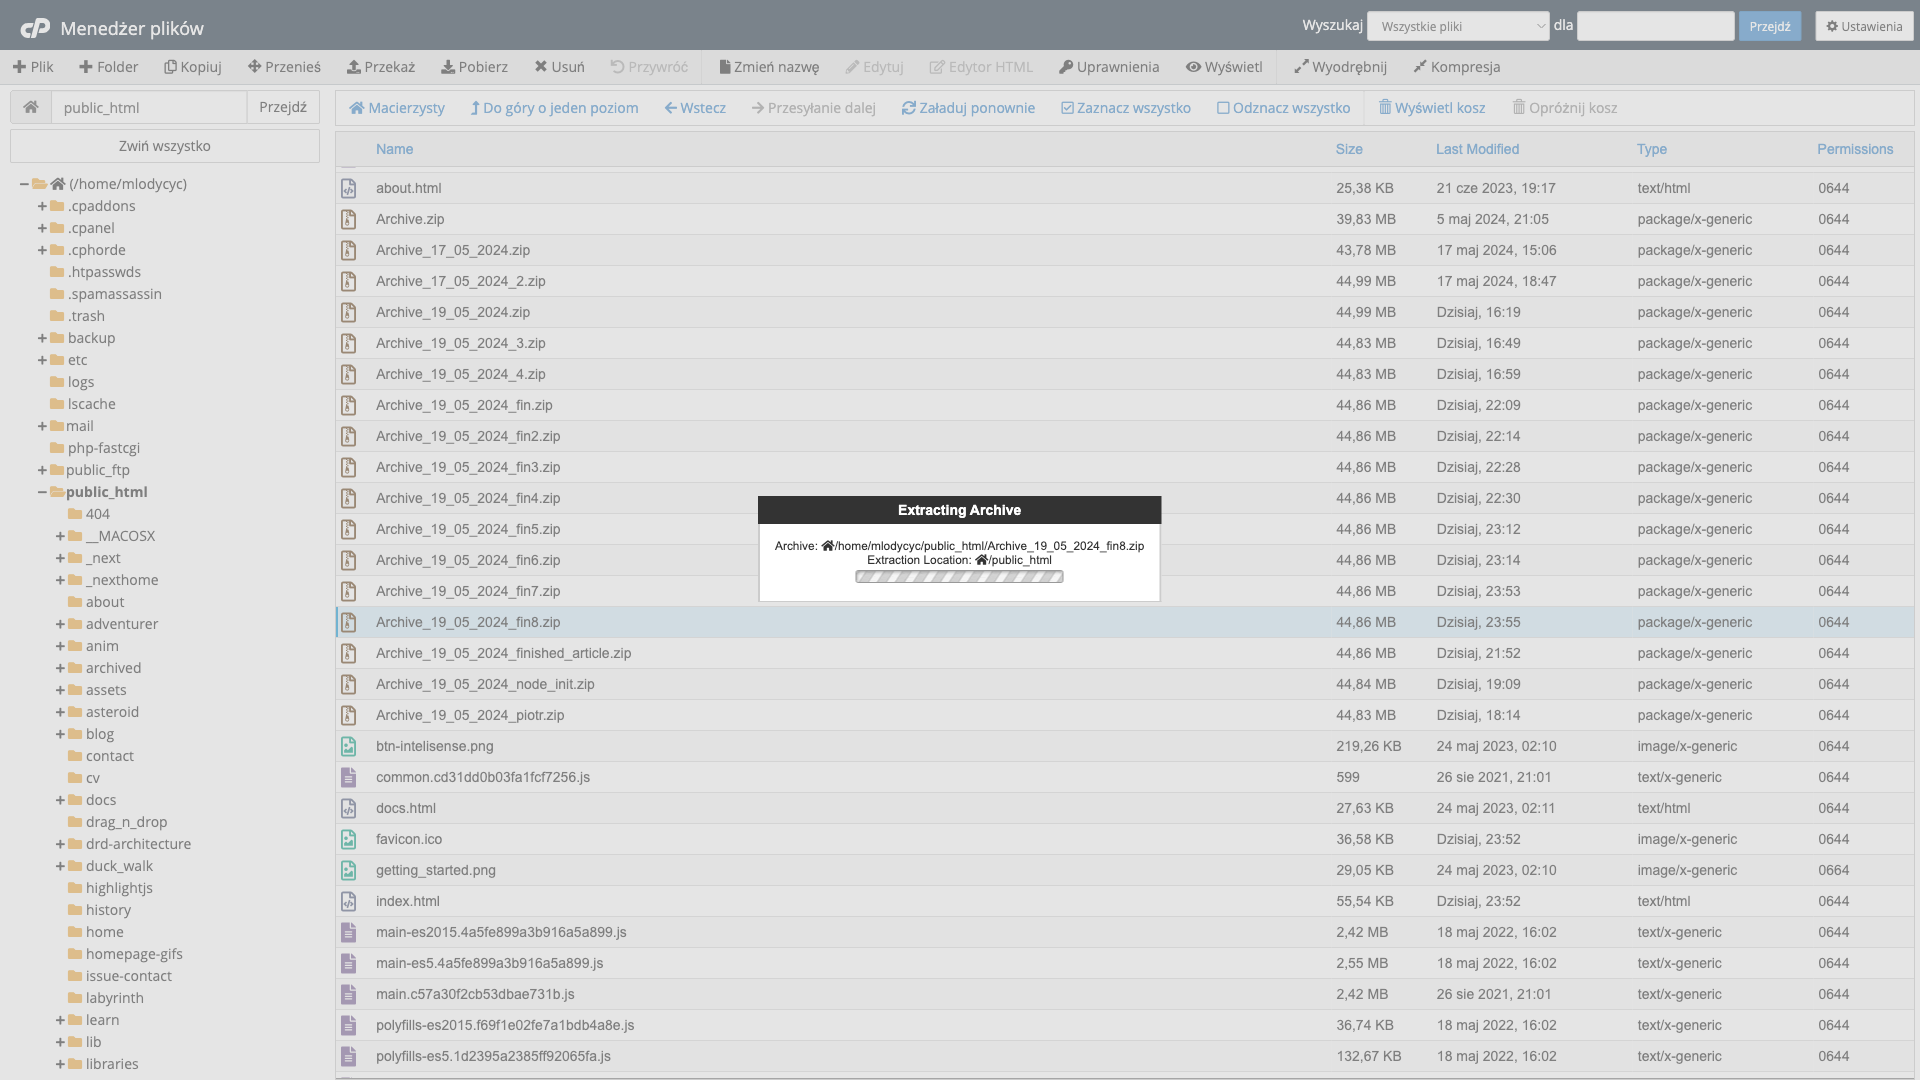 cP Menedżer plików
Wyszukaj Wszystkie pliki dla Przejdź Ustawienia
Plik Folder Kopiuj Przenieś Przekaż Pobierz Usuń Przywróć Zmień nazwę Edytuj Edytor HTML Uprawnienia Wyświetl Wyodrębnij Kompresja
public_html Przejdź
Macierzysty Do góry o jeden poziom Wstecz Przesyłanie dalej Załaduj ponownie Zaznacz wszystko Odznacz wszystko Wyświetl kosz Opróżnij kosz
Zwiń wszystko
(/home/mlodycyc)
.cpaddons
.cpanel
.cphorde
.htpasswds
.spamassassin
.trash
backup
etc
logs
lscache
mail
php-fastcgi
public_ftp
public_html
404
__MACOSX
_next
_nexthome
about
adventurer
anim
archived
assets
asteroid
blog
contact
cv
docs
drag_n_drop
drd-architecture
duck_walk
highlightjs
history
home
homepage-gifs
issue-contact
labyrinth
learn
lib
libraries
Name Size Last Modified Type Permissions
about.html 25,38 KB 21 cze 2023, 19:17 text/html 0644
Archive.zip 39,83 MB 5 maj 2024, 21:05 package/x-generic 0644
Archive_17_05_2024.zip 43,78 MB 17 maj 2024, 15:06 package/x-generic 0644
Archive_17_05_2024_2.zip 44,99 MB 17 maj 2024, 18:47 package/x-generic 0644
Archive_19_05_2024.zip 44,99 MB Dzisiaj, 16:19 package/x-generic 0644
Archive_19_05_2024_3.zip 44,83 MB Dzisiaj, 16:49 package/x-generic 0644
Archive_19_05_2024_4.zip 44,83 MB Dzisiaj, 16:59 package/x-generic 0644
Archive_19_05_2024_fin.zip 44,86 MB Dzisiaj, 22:09 package/x-generic 0644
Archive_19_05_2024_fin2.zip 44,86 MB Dzisiaj, 22:14 package/x-generic 0644
Archive_19_05_2024_fin3.zip 44,86 MB Dzisiaj, 22:28 package/x-generic 0644
Archive_19_05_2024_fin4.zip 44,86 MB Dzisiaj, 22:30 package/x-generic 0644
Archive_19_05_2024_fin5.zip 44,86 MB Dzisiaj, 23:12 package/x-generic 0644
Archive_19_05_2024_fin6.zip 44,86 MB Dzisiaj, 23:14 package/x-generic 0644
Archive_19_05_2024_fin7.zip 44,86 MB Dzisiaj, 23:53 package/x-generic 0644
Archive_19_05_2024_fin8.zip 44,86 MB Dzisiaj, 23:55 package/x-generic 0644
Archive_19_05_2024_finished_article.zip 44,86 MB Dzisiaj, 21:52 package/x-generic 0644
Archive_19_05_2024_node_init.zip 44,84 MB Dzisiaj, 19:09 package/x-generic 0644
Archive_19_05_2024_piotr.zip 44,83 MB Dzisiaj, 18:14 package/x-generic 0644
btn-intelisense.png 219,26 KB 24 maj 2023, 02:10 image/x-generic 0644
common.cd31dd0b03fa1fcf7256.js 599 26 sie 2021, 21:01 text/x-generic 0644
docs.html 27,63 KB 24 maj 2023, 02:11 text/html 0644
favicon.ico 36,58 KB Dzisiaj, 23:52 image/x-generic 0644
getting_started.png 29,05 KB 24 maj 2023, 02:10 image/x-generic 0664
index.html 55,54 KB Dzisiaj, 23:52 text/html 0644
main-es2015.4a5fe899a3b916a5a899.js 2,42 MB 18 maj 2022, 16:02 text/x-generic 0644
main-es5.4a5fe899a3b916a5a899.js 2,55 MB 18 maj 2022, 16:02 text/x-generic 0644
main.c57a30f2cb53dbae731b.js 2,42 MB 26 sie 2021, 21:01 text/x-generic 0644
polyfills-es2015.f69f1e02fe7a1bdb4a8e.js 36,74 KB 18 maj 2022, 16:02 text/x-generic 0644
polyfills-es5.1d2395a2385ff92065fa.js 132,67 KB 18 maj 2022, 16:02 text/x-generic 0644
Extracting Archive
Archive: /home/mlodycyc/public_html/Archive_19_05_2024_fin8.zip
Extraction Location: /public_html